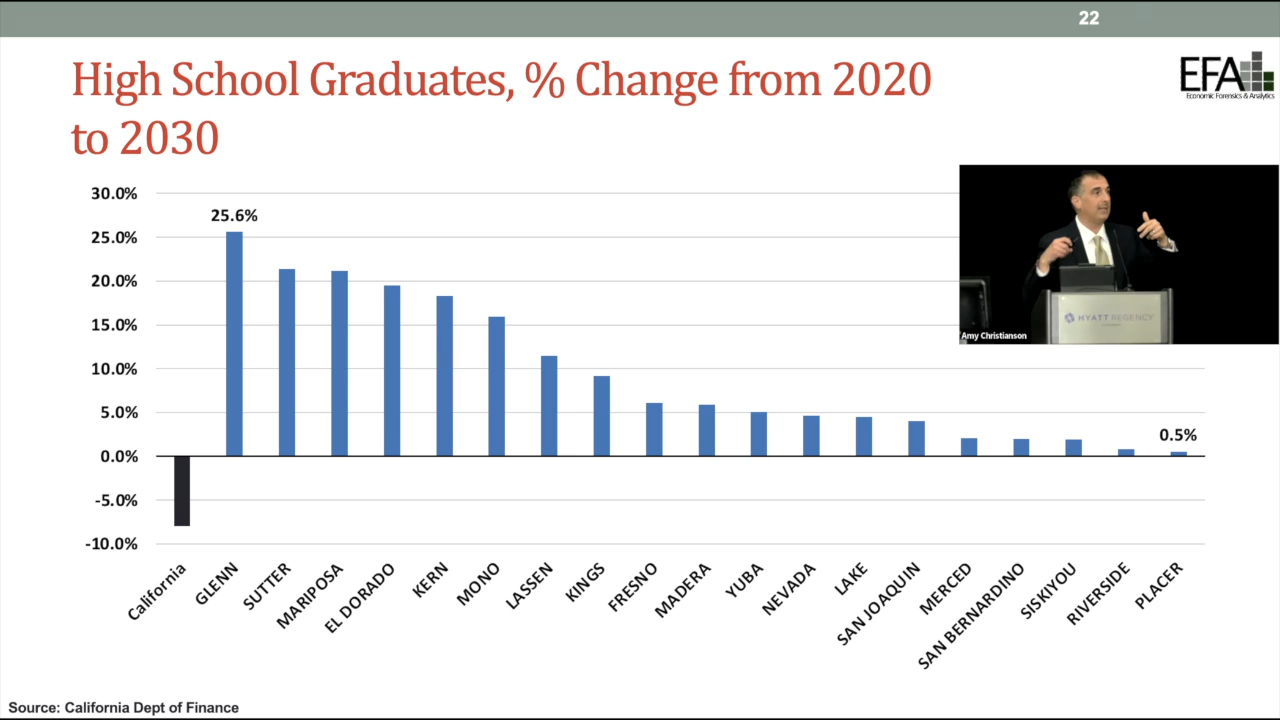 22
High School Graduates, % Change from 2020
to 2030
EFA
Economic Forensics & Analytics
30.0%
25.0%
20.0%
15.0%
10.0%
5.0%
0.0%
-5.0%
-10.0%
25.6%
0.5%
California
GLENN
SUTTER
MARIPOSA
EL DORADO
KERN
MONO
LASSEN
KINGS
FRESNO
MADERA
YUBA
NEVADA
LAKE
SAN JOAQUIN
MERCED
SAN BERNARDINO
SISKIYOU
RIVERSIDE
PLACER
HYATT REGENCY
Amy Christianson
Source: California Dept of Finance